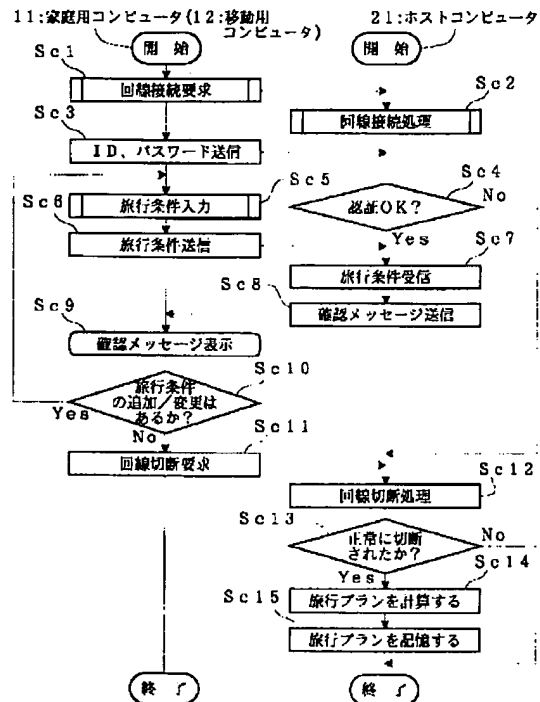 11:家庭用コンピュータ(12:移動用
コンピュータ)
21:ホストコンピュータ
開始
開始
Sc1
回線接続要求
Sc2
回線接続処理
Sc3
ID、パスワード送信
Sc4
認証OK?
No
Yes
Sc5
旅行条件入力
Sc6
旅行条件送信
Sc7
旅行条件受信
Sc8
確認メッセージ送信
Sc9
確認メッセージ表示
Sc10
旅行条件
の追加/変更は
あるか?
Yes
No
Sc11
回線切断要求
Sc12
回線切断処理
Sc13
正常に切断
されたか?
No
Yes
Sc14
旅行プランを計算する
Sc15
旅行プランを記憶する
終了
終了